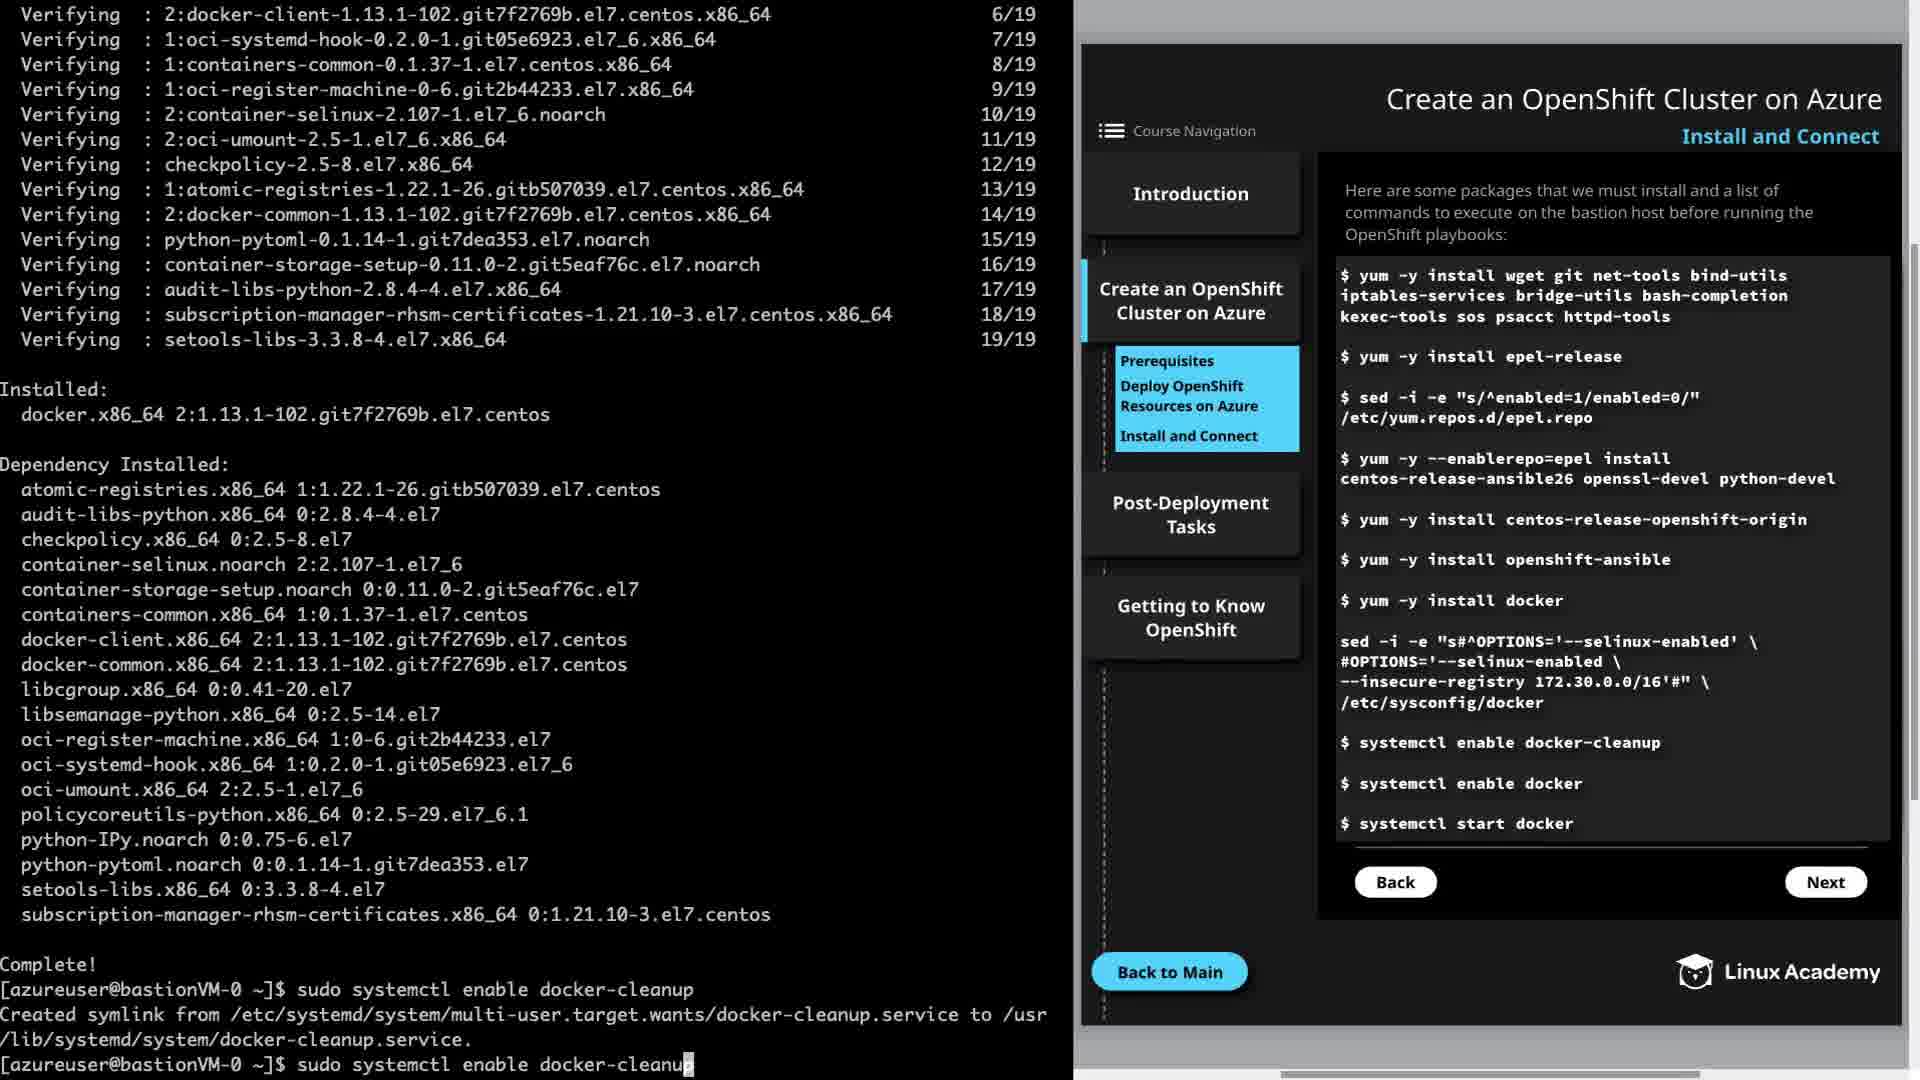 Verifying  : 2:docker-client-1.13.1-102.git7f2769b.el7.centos.x86_64 6/19
Verifying  : 1:oci-systemd-hook-0.2.0-1.git05e6923.el7_6.x86_64 7/19
Verifying  : 1:containers-common-0.1.37-1.el7.centos.x86_64 8/19
Verifying  : 1:oci-register-machine-0-6.git2b44233.el7.x86_64 9/19
Verifying  : 2:container-selinux-2.107-1.el7_6.noarch 10/19
Verifying  : 2:oci-umount-2.5-1.el7_6.x86_64 11/19
Verifying  : checkpolicy-2.5-8.el7.x86_64 12/19
Verifying  : 1:atomic-registries-1.22.1-26.gitb507039.el7.centos.x86_64 13/19
Verifying  : 2:docker-common-1.13.1-102.git7f2769b.el7.centos.x86_64 14/19
Verifying  : python-pytoml-0.1.14-1.git7dea353.el7.noarch 15/19
Verifying  : container-storage-setup-0.11.0-2.git5eaf76c.el7.noarch 16/19
Verifying  : audit-libs-python-2.8.4-4.el7.x86_64 17/19
Verifying  : subscription-manager-rhsm-certificates-1.21.10-3.el7.centos.x86_64 18/19
Verifying  : setools-libs-3.3.8-4.el7.x86_64 19/19
Installed:
docker.x86_64 2:1.13.1-102.git7f2769b.el7.centos
Dependency Installed:
atomic-registries.x86_64 1:1.22.1-26.gitb507039.el7.centos
audit-libs-python.x86_64 0:2.8.4-4.el7
checkpolicy.x86_64 0:2.5-8.el7
container-selinux.noarch 2:2.107-1.el7_6
container-storage-setup.noarch 0:0.11.0-2.git5eaf76c.el7
containers-common.x86_64 1:0.1.37-1.el7.centos
docker-client.x86_64 2:1.13.1-102.git7f2769b.el7.centos
docker-common.x86_64 2:1.13.1-102.git7f2769b.el7.centos
libcgroup.x86_64 0:0.41-20.el7
libsemanage-python.x86_64 0:2.5-14.el7
oci-register-machine.x86_64 1:0-6.git2b44233.el7
oci-systemd-hook.x86_64 1:0.2.0-1.git05e6923.el7_6
oci-umount.x86_64 2:2.5-1.el7_6
policycoreutils-python.x86_64 0:2.5-29.el7_6.1
python-IPy.noarch 0:0.75-6.el7
python-pytoml.noarch 0:0.1.14-1.git7dea353.el7
setools-libs.x86_64 0:3.3.8-4.el7
subscription-manager-rhsm-certificates.x86_64 0:1.21.10-3.el7.centos
Complete!
[azureuser@bastionVM-0 ~]$ sudo systemctl enable docker-cleanup
Created symlink from /etc/systemd/system/multi-user.target.wants/docker-cleanup.service to /usr
/lib/systemd/system/docker-cleanup.service.
[azureuser@bastionVM-0 ~]$ sudo systemctl enable docker-cleanup
Create an OpenShift Cluster on Azure
Install and Connect
Course Navigation
Introduction
Create an OpenShift
Cluster on Azure
Prerequisites
Deploy OpenShift
Resources on Azure
Install and Connect
Post-Deployment
Tasks
Getting to Know
OpenShift
Here are some packages that we must install and a list of
commands to execute on the bastion host before running the
OpenShift playbooks:
$ yum -y install wget git net-tools bind-utils
iptables-services bridge-utils bash-completion
kexec-tools sos psacct httpd-tools
$ yum -y install epel-release
$ sed -i -e "s/^enabled=1/enabled=0/"
/etc/yum.repos.d/epel.repo
$ yum -y --enablerepo=epel install
centos-release-ansible26 openssl-devel python-devel
$ yum -y install centos-release-openshift-origin
$ yum -y install openshift-ansible
$ yum -y install docker
sed -i -e "s#^OPTIONS='--selinux-enabled' \
#OPTIONS='--selinux-enabled \
--insecure-registry 172.30.0.0/16'#" \
/etc/sysconfig/docker
$ systemctl enable docker-cleanup
$ systemctl enable docker
$ systemctl start docker
Back
Next
Back to Main
Linux Academy